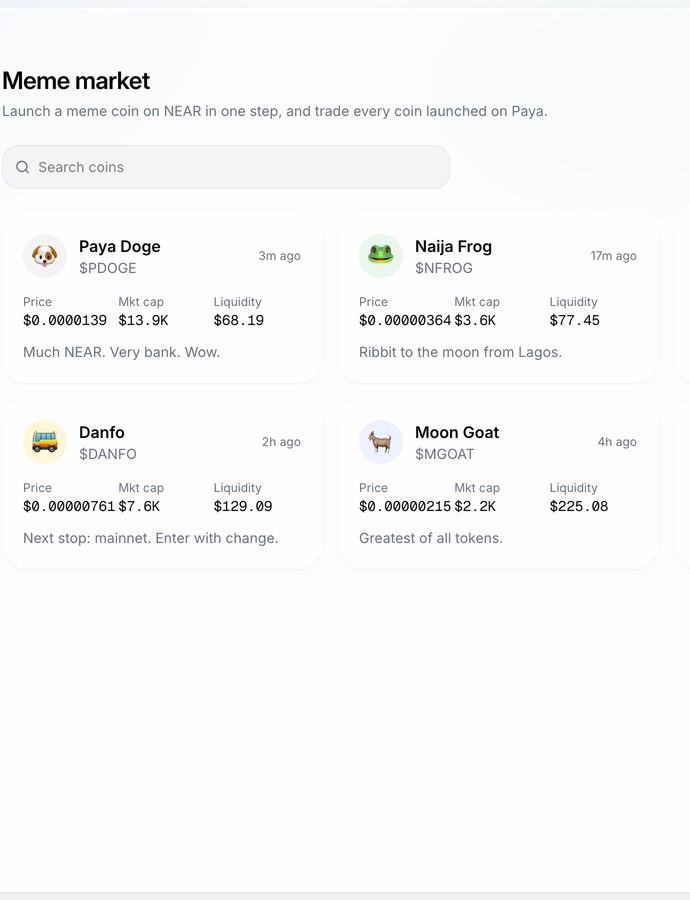 Meme market
Launch a meme coin on NEAR in one step, and trade every coin launched on Paya.
Search coins
Paya Doge
$PDOGE
3m ago
Price Mkt cap Liquidity
$0.0000139 $13.9K $68.19
Much NEAR. Very bank. Wow.
Naija Frog
$NFROG
17m ago
Price Mkt cap Liquidity
$0.00000364 $3.6K $77.45
Ribbit to the moon from Lagos.
Danfo
$DANFO
2h ago
Price Mkt cap Liquidity
$0.00000761 $7.6K $129.09
Next stop: mainnet. Enter with change.
Moon Goat
$MGOAT
4h ago
Price Mkt cap Liquidity
$0.00000215 $2.2K $225.08
Greatest of all tokens.